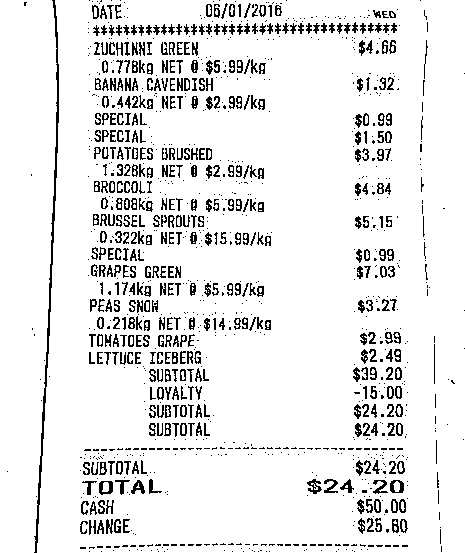 DATE 06/01/2016 WED
**************************************
ZUCHINNI GREEN $4.66
0.778kg NET @ $5.99/kg
BANANA CAVENDISH $1.32
0.442kg NET @ $2.99/kg
SPECIAL $0.99
SPECIAL $1.50
POTATOES BRUSHED $3.97
1.328kg NET @ $2.99/kg
BROCCOLI $4.84
0.808kg NET @ $5.99/kg
BRUSSEL SPROUTS $5.15
0.322kg NET @ $15.99/kg
SPECIAL $0.99
GRAPES GREEN $7.03
1.174kg NET @ $5.99/kg
PEAS SNOW $3.27
0.218kg NET @ $14.99/kg
TOMATOES GRAPE $2.99
LETTUCE ICEBERG $2.49
SUBTOTAL $39.20
LOYALTY -15.00
SUBTOTAL $24.20
SUBTOTAL $24.20
SUBTOTAL $24.20
TOTAL $24.20
CASH $50.00
CHANGE $25.80